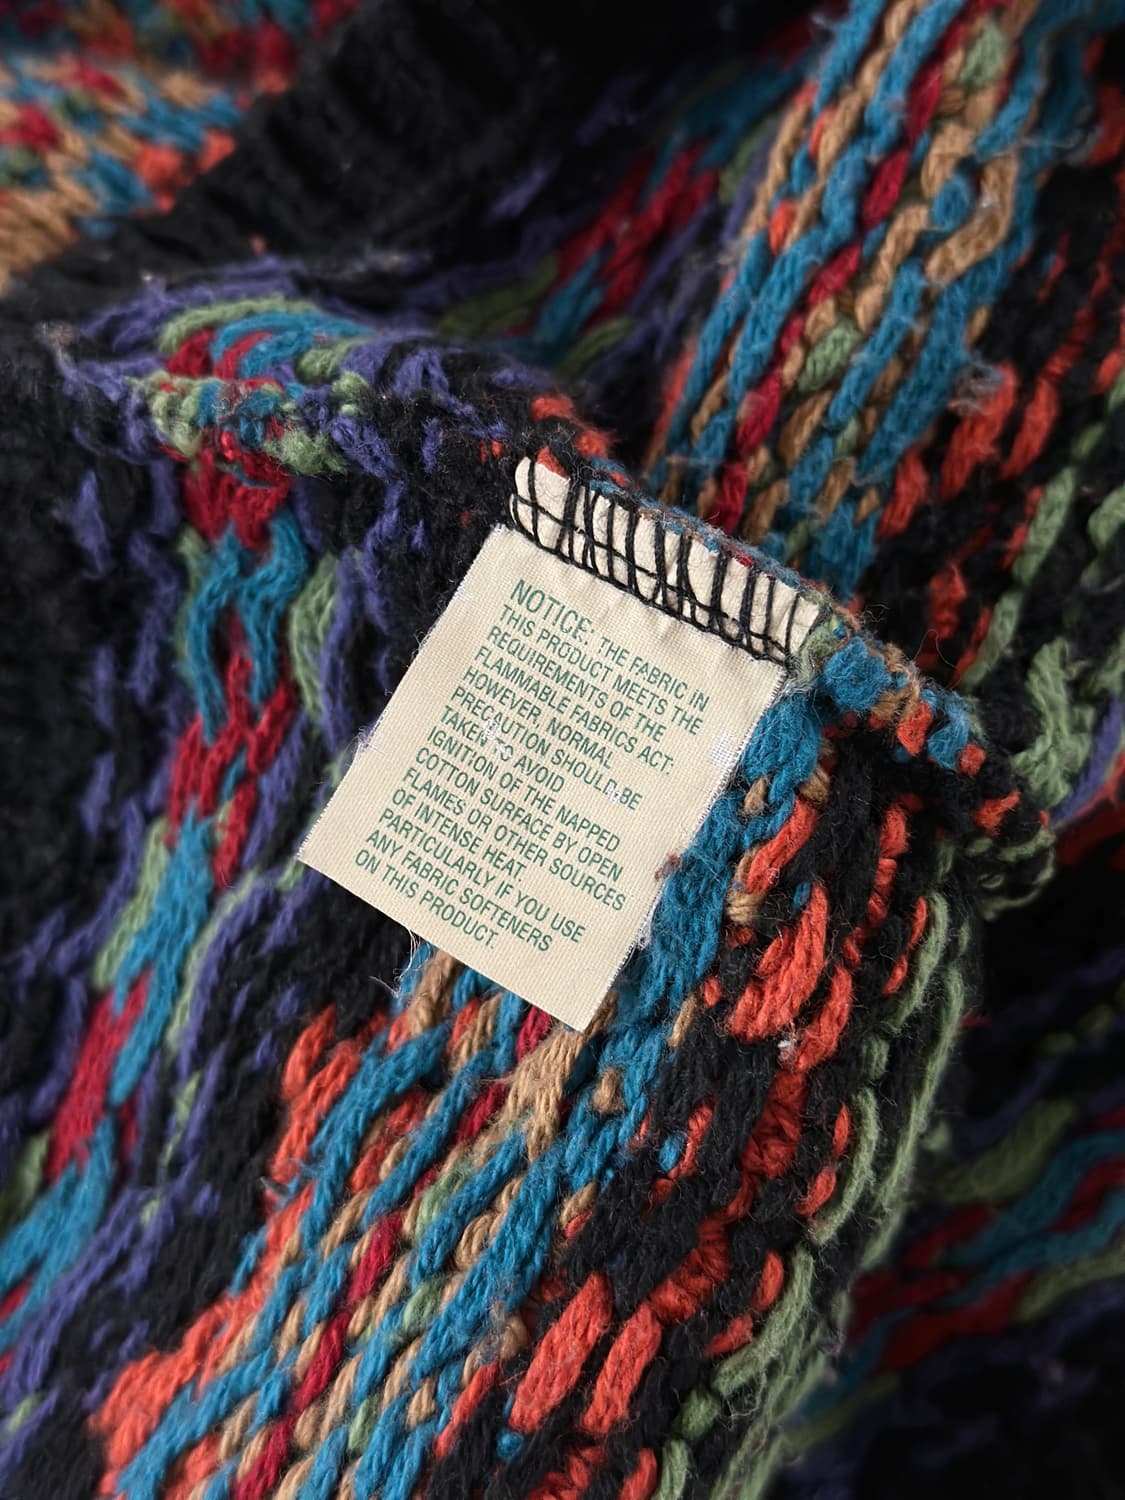 NOTICE: THE FABRIC IN
THIS PRODUCT MEETS THE
REQUIREMENTS OF THE
FLAMMABLE FABRICS ACT.
HOWEVER, NORMAL
PRECAUTION SHOULD BE
TAKEN TO AVOID
IGNITION OF THE NAPPED
COTTON SURFACE BY OPEN
FLAMES OR OTHER SOURCES
OF INTENSE HEAT
PARTICULARLY IF YOU USE
ANY FABRIC SOFTENERS
ON THIS PRODUCT.